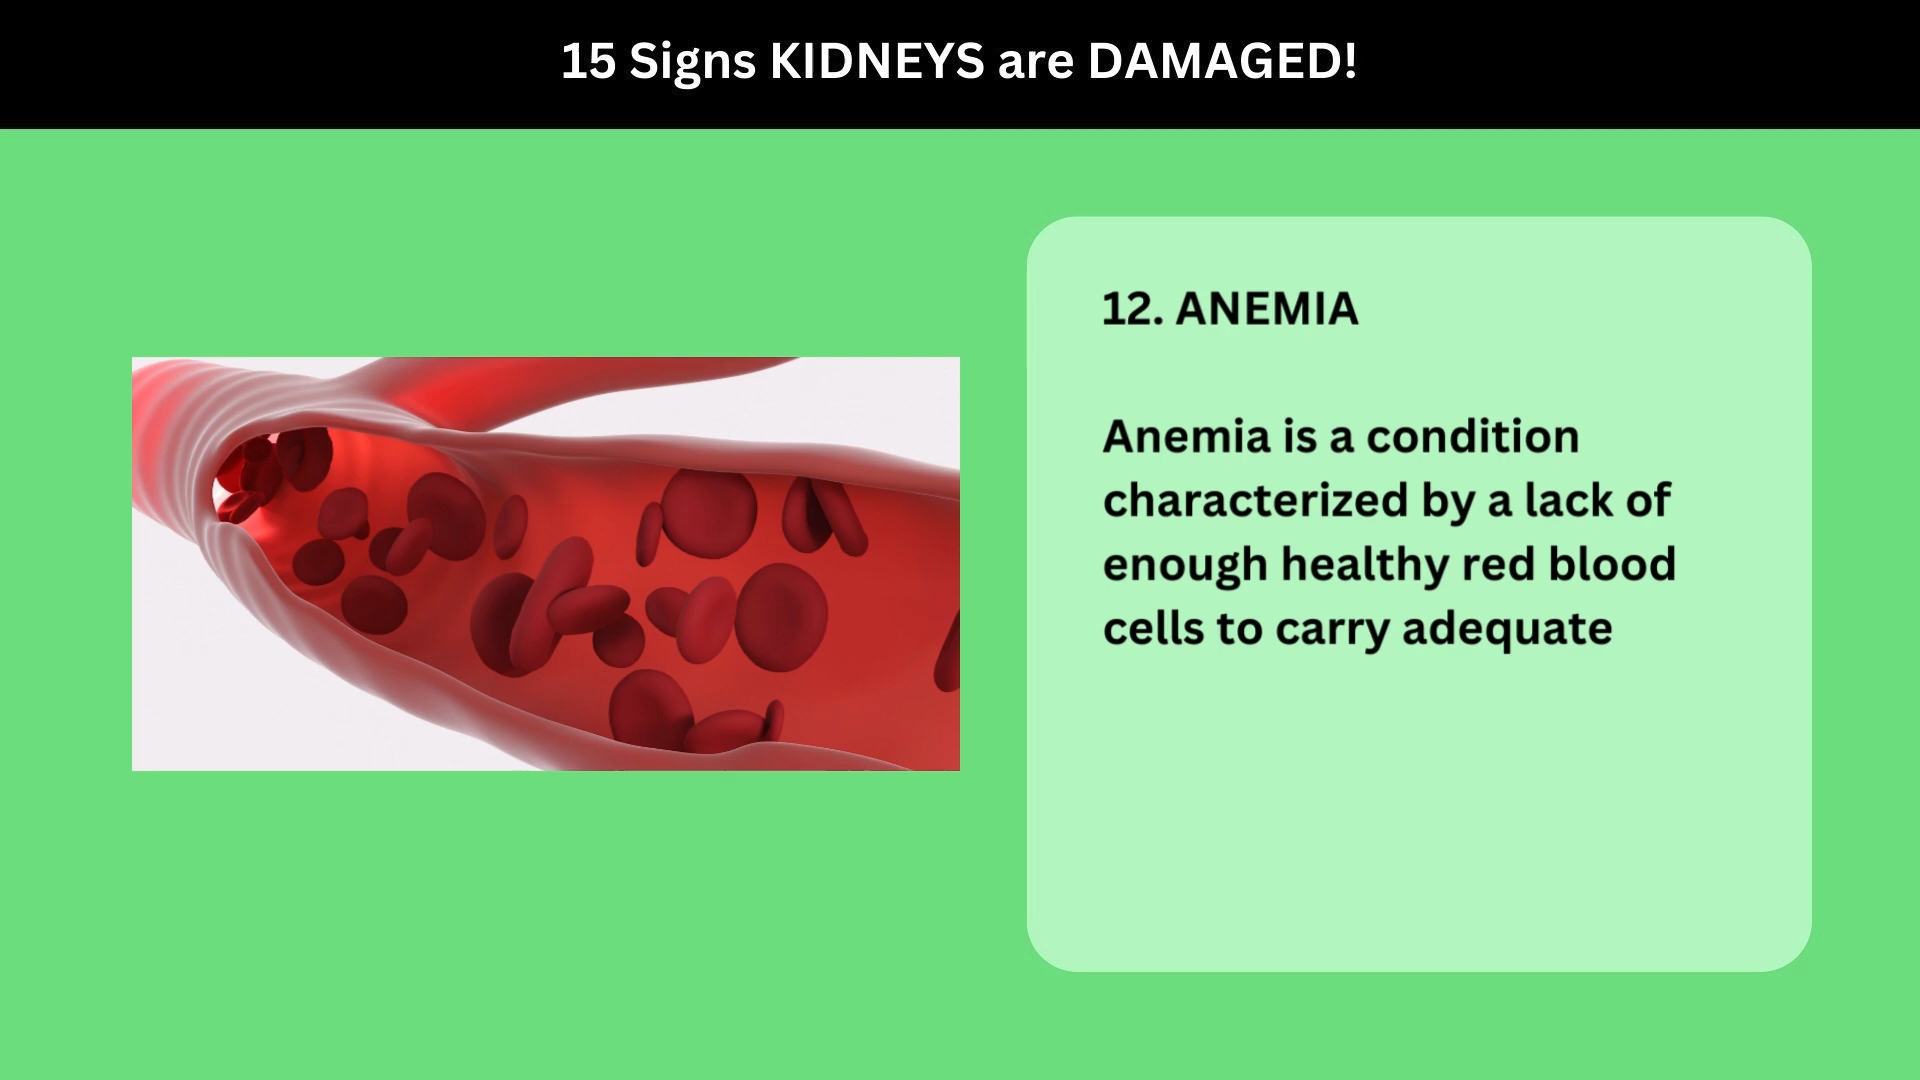 15 Signs KIDNEYS are DAMAGED!
12. ANEMIA
Anemia is a condition
characterized by a lack of
enough healthy red blood
cells to carry adequate